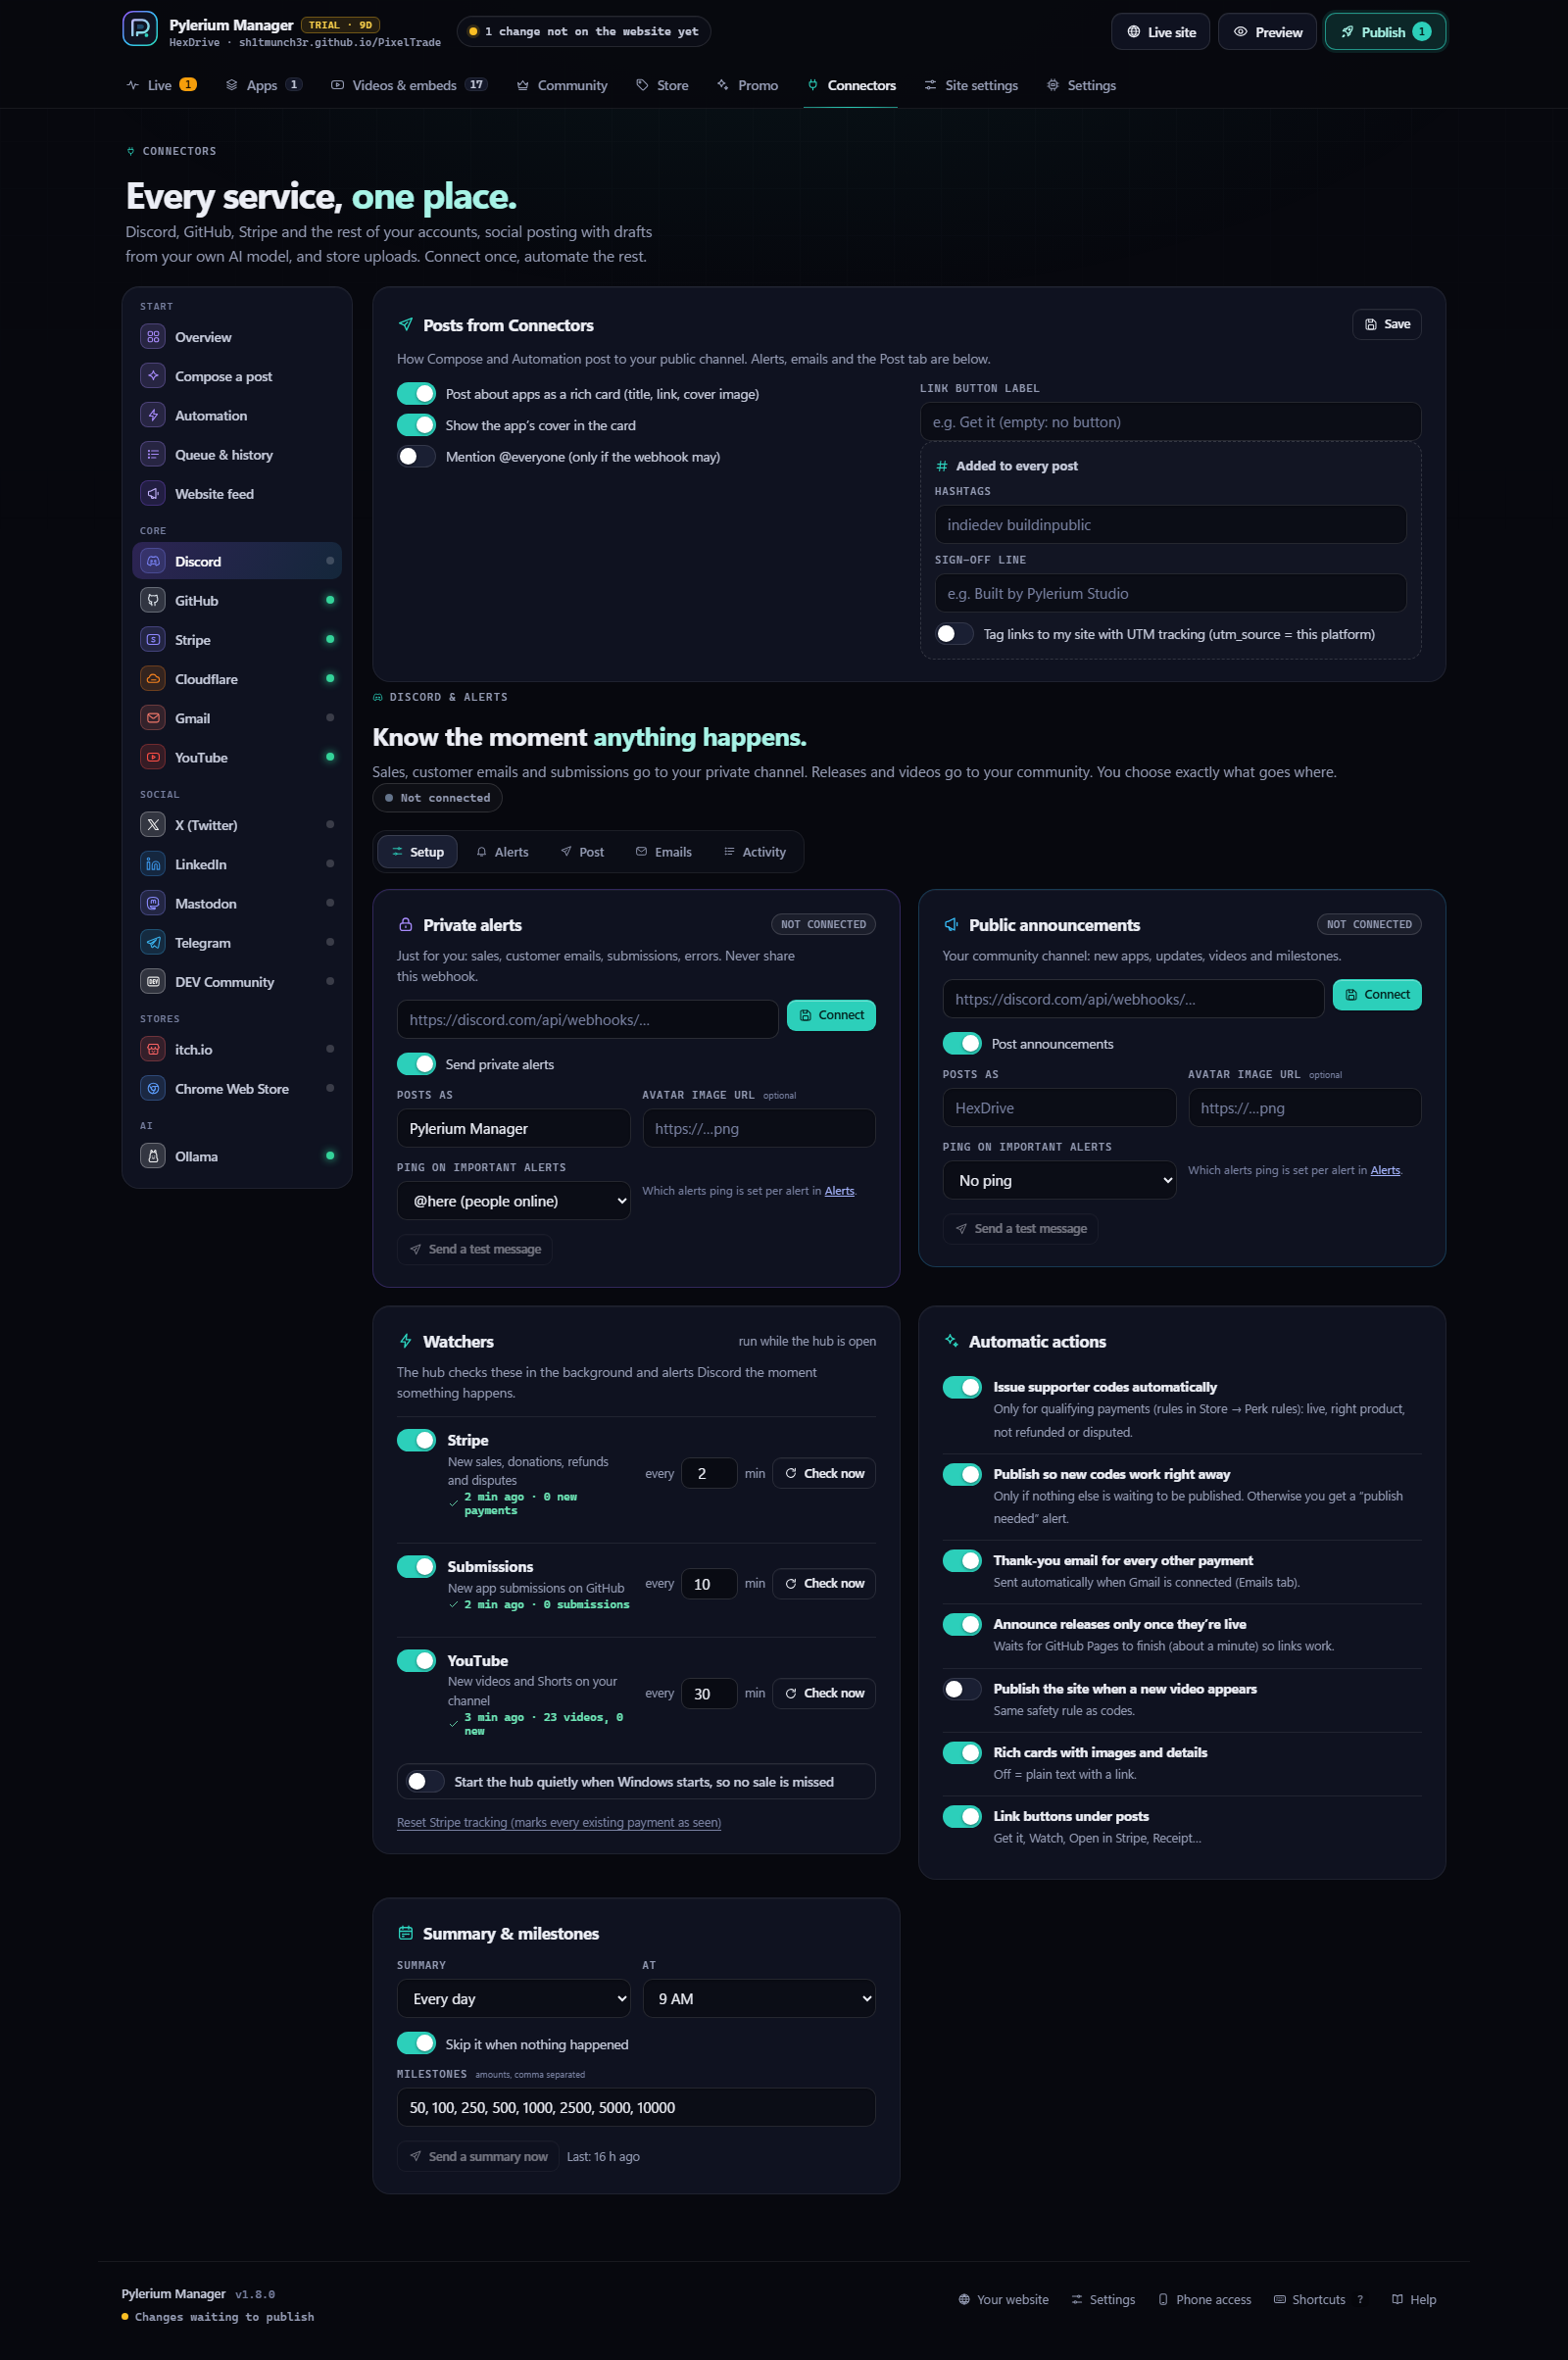 Pylerium Manager TRIAL · 9D
HexDrive · sh1tmunch3r.github.io/PixelTrade
1 change not on the website yet
Live site
Preview
Publish 1
Live 1
Apps 1
Videos & embeds 17
Community
Store
Promo
Connectors
Site settings
Settings
CONNECTORS
Every service, one place.
Discord, GitHub, Stripe and the rest of your accounts, social posting with drafts
from your own AI model, and store uploads. Connect once, automate the rest.
START
Overview
Compose a post
Automation
Queue & history
Website feed
CORE
Discord
GitHub
Stripe
Cloudflare
Gmail
YouTube
SOCIAL
X (Twitter)
LinkedIn
Mastodon
Telegram
DEV Community
STORES
itch.io
Chrome Web Store
AI
Ollama
Posts from Connectors
Save
How Compose and Automation post to your public channel. Alerts, emails and the Post tab are below.
Post about apps as a rich card (title, link, cover image)
Show the app’s cover in the card
Mention @everyone (only if the webhook may)
LINK BUTTON LABEL
e.g. Get it (empty: no button)
Added to every post
HASHTAGS
indiedev buildinpublic
SIGN-OFF LINE
e.g. Built by Pylerium Studio
Tag links to my site with UTM tracking (utm_source = this platform)
DISCORD & ALERTS
Know the moment anything happens.
Sales, customer emails and submissions go to your private channel. Releases and videos go to your community. You choose exactly what goes where.
Not connected
Setup
Alerts
Post
Emails
Activity
Private alerts
NOT CONNECTED
Just for you: sales, customer emails, submissions, errors. Never share
this webhook.
https://discord.com/api/webhooks/…
Connect
Send private alerts
POSTS AS
Pylerium Manager
AVATAR IMAGE URL optional
https://…png
PING ON IMPORTANT ALERTS
@here (people online)
Which alerts ping is set per alert in Alerts.
Send a test message
Public announcements
NOT CONNECTED
Your community channel: new apps, updates, videos and milestones.
https://discord.com/api/webhooks/…
Connect
Post announcements
POSTS AS
HexDrive
AVATAR IMAGE URL optional
https://…png
PING ON IMPORTANT ALERTS
No ping
Which alerts ping is set per alert in Alerts.
Send a test message
Watchers
run while the hub is open
The hub checks these in the background and alerts Discord the moment
something happens.
Stripe
New sales, donations, refunds
and disputes
2 min ago · 0 new
payments
every 2 min Check now
Submissions
New app submissions on GitHub
2 min ago · 0 submissions
every 10 min Check now
YouTube
New videos and Shorts on your
channel
3 min ago · 23 videos, 0
new
every 30 min Check now
Start the hub quietly when Windows starts, so no sale is missed
Reset Stripe tracking (marks every existing payment as seen)
Automatic actions
Issue supporter codes automatically
Only for qualifying payments (rules in Store → Perk rules): live, right product,
not refunded or disputed.
Publish so new codes work right away
Only if nothing else is waiting to be published. Otherwise you get a “publish
needed” alert.
Thank-you email for every other payment
Sent automatically when Gmail is connected (Emails tab).
Announce releases only once they’re live
Waits for GitHub Pages to finish (about a minute) so links work.
Publish the site when a new video appears
Same safety rule as codes.
Rich cards with images and details
Off = plain text with a link.
Link buttons under posts
Get it, Watch, Open in Stripe, Receipt…
Summary & milestones
SUMMARY
Every day
AT
9 AM
Skip it when nothing happened
MILESTONES amounts, comma separated
50, 100, 250, 500, 1000, 2500, 5000, 10000
Send a summary now
Last: 16 h ago
Pylerium Manager v1.8.0
Changes waiting to publish
Your website
Settings
Phone access
Shortcuts ?
Help